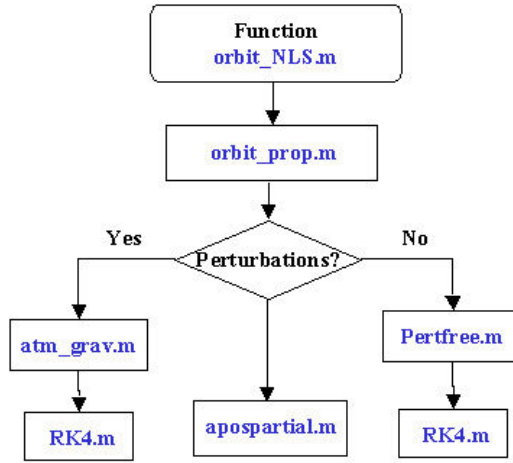 Function
orbit_NLS.m
orbit_prop.m
Yes
No
Perturbations?
atm_grav.m
Pertfree.m
RK4.m
apospartial.m
RK4.m